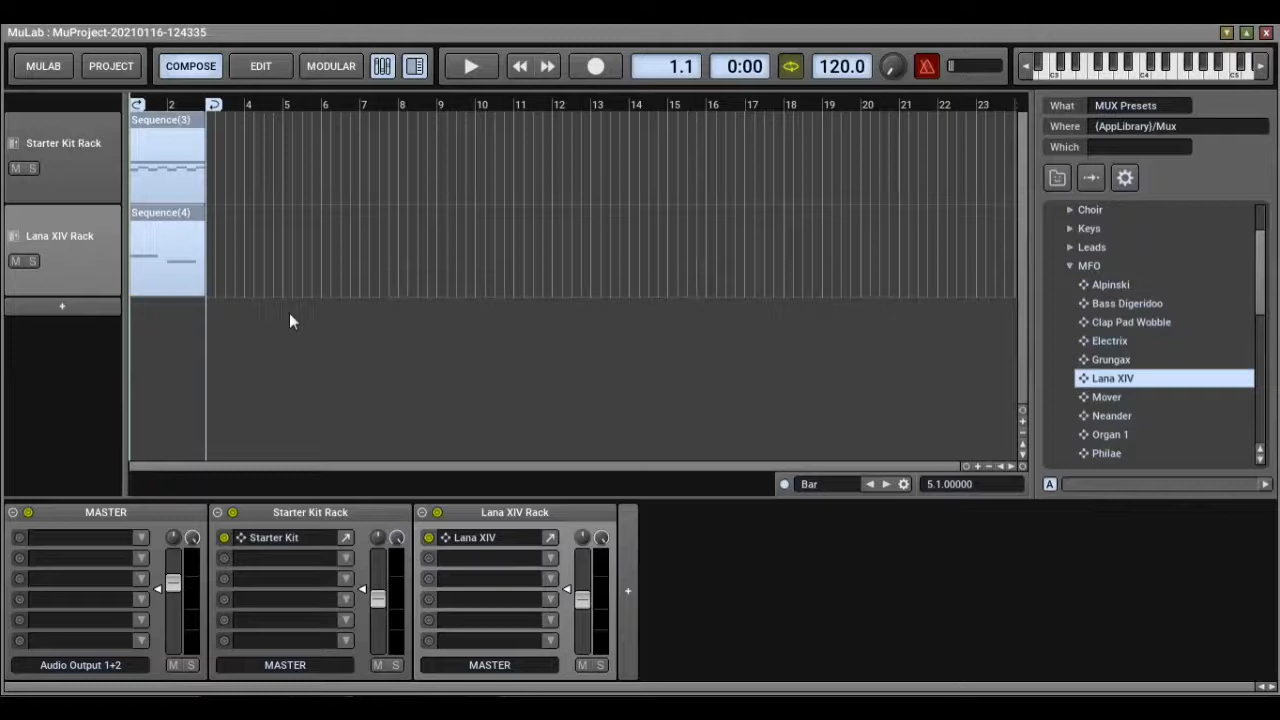 MuLab : MuProject-20210116-124335
MULAB PROJECT COMPOSE EDIT MODULAR 1.1 0:00 120.0 C3 C4 C5
2 4 5 6 7 8 9 10 11 12 13 14 15 16 17 18 19 20 21 22 23
Starter Kit Rack
M S
Sequence(3)
Lana XIV Rack
M S
Sequence(4)
+
Bar 5.1.00000
What MUX Presets
Where {AppLibrary}/Mux
Which
Choir
Keys
Leads
MFO
Alpinski
Bass Digeridoo
Clap Pad Wobble
Electrix
Grungax
Lana XIV
Mover
Neander
Organ 1
Philae
A
MASTER
Audio Output 1+2
M S
Starter Kit Rack
Starter Kit
MASTER
M S
Lana XIV Rack
Lana XIV
MASTER
M S
+